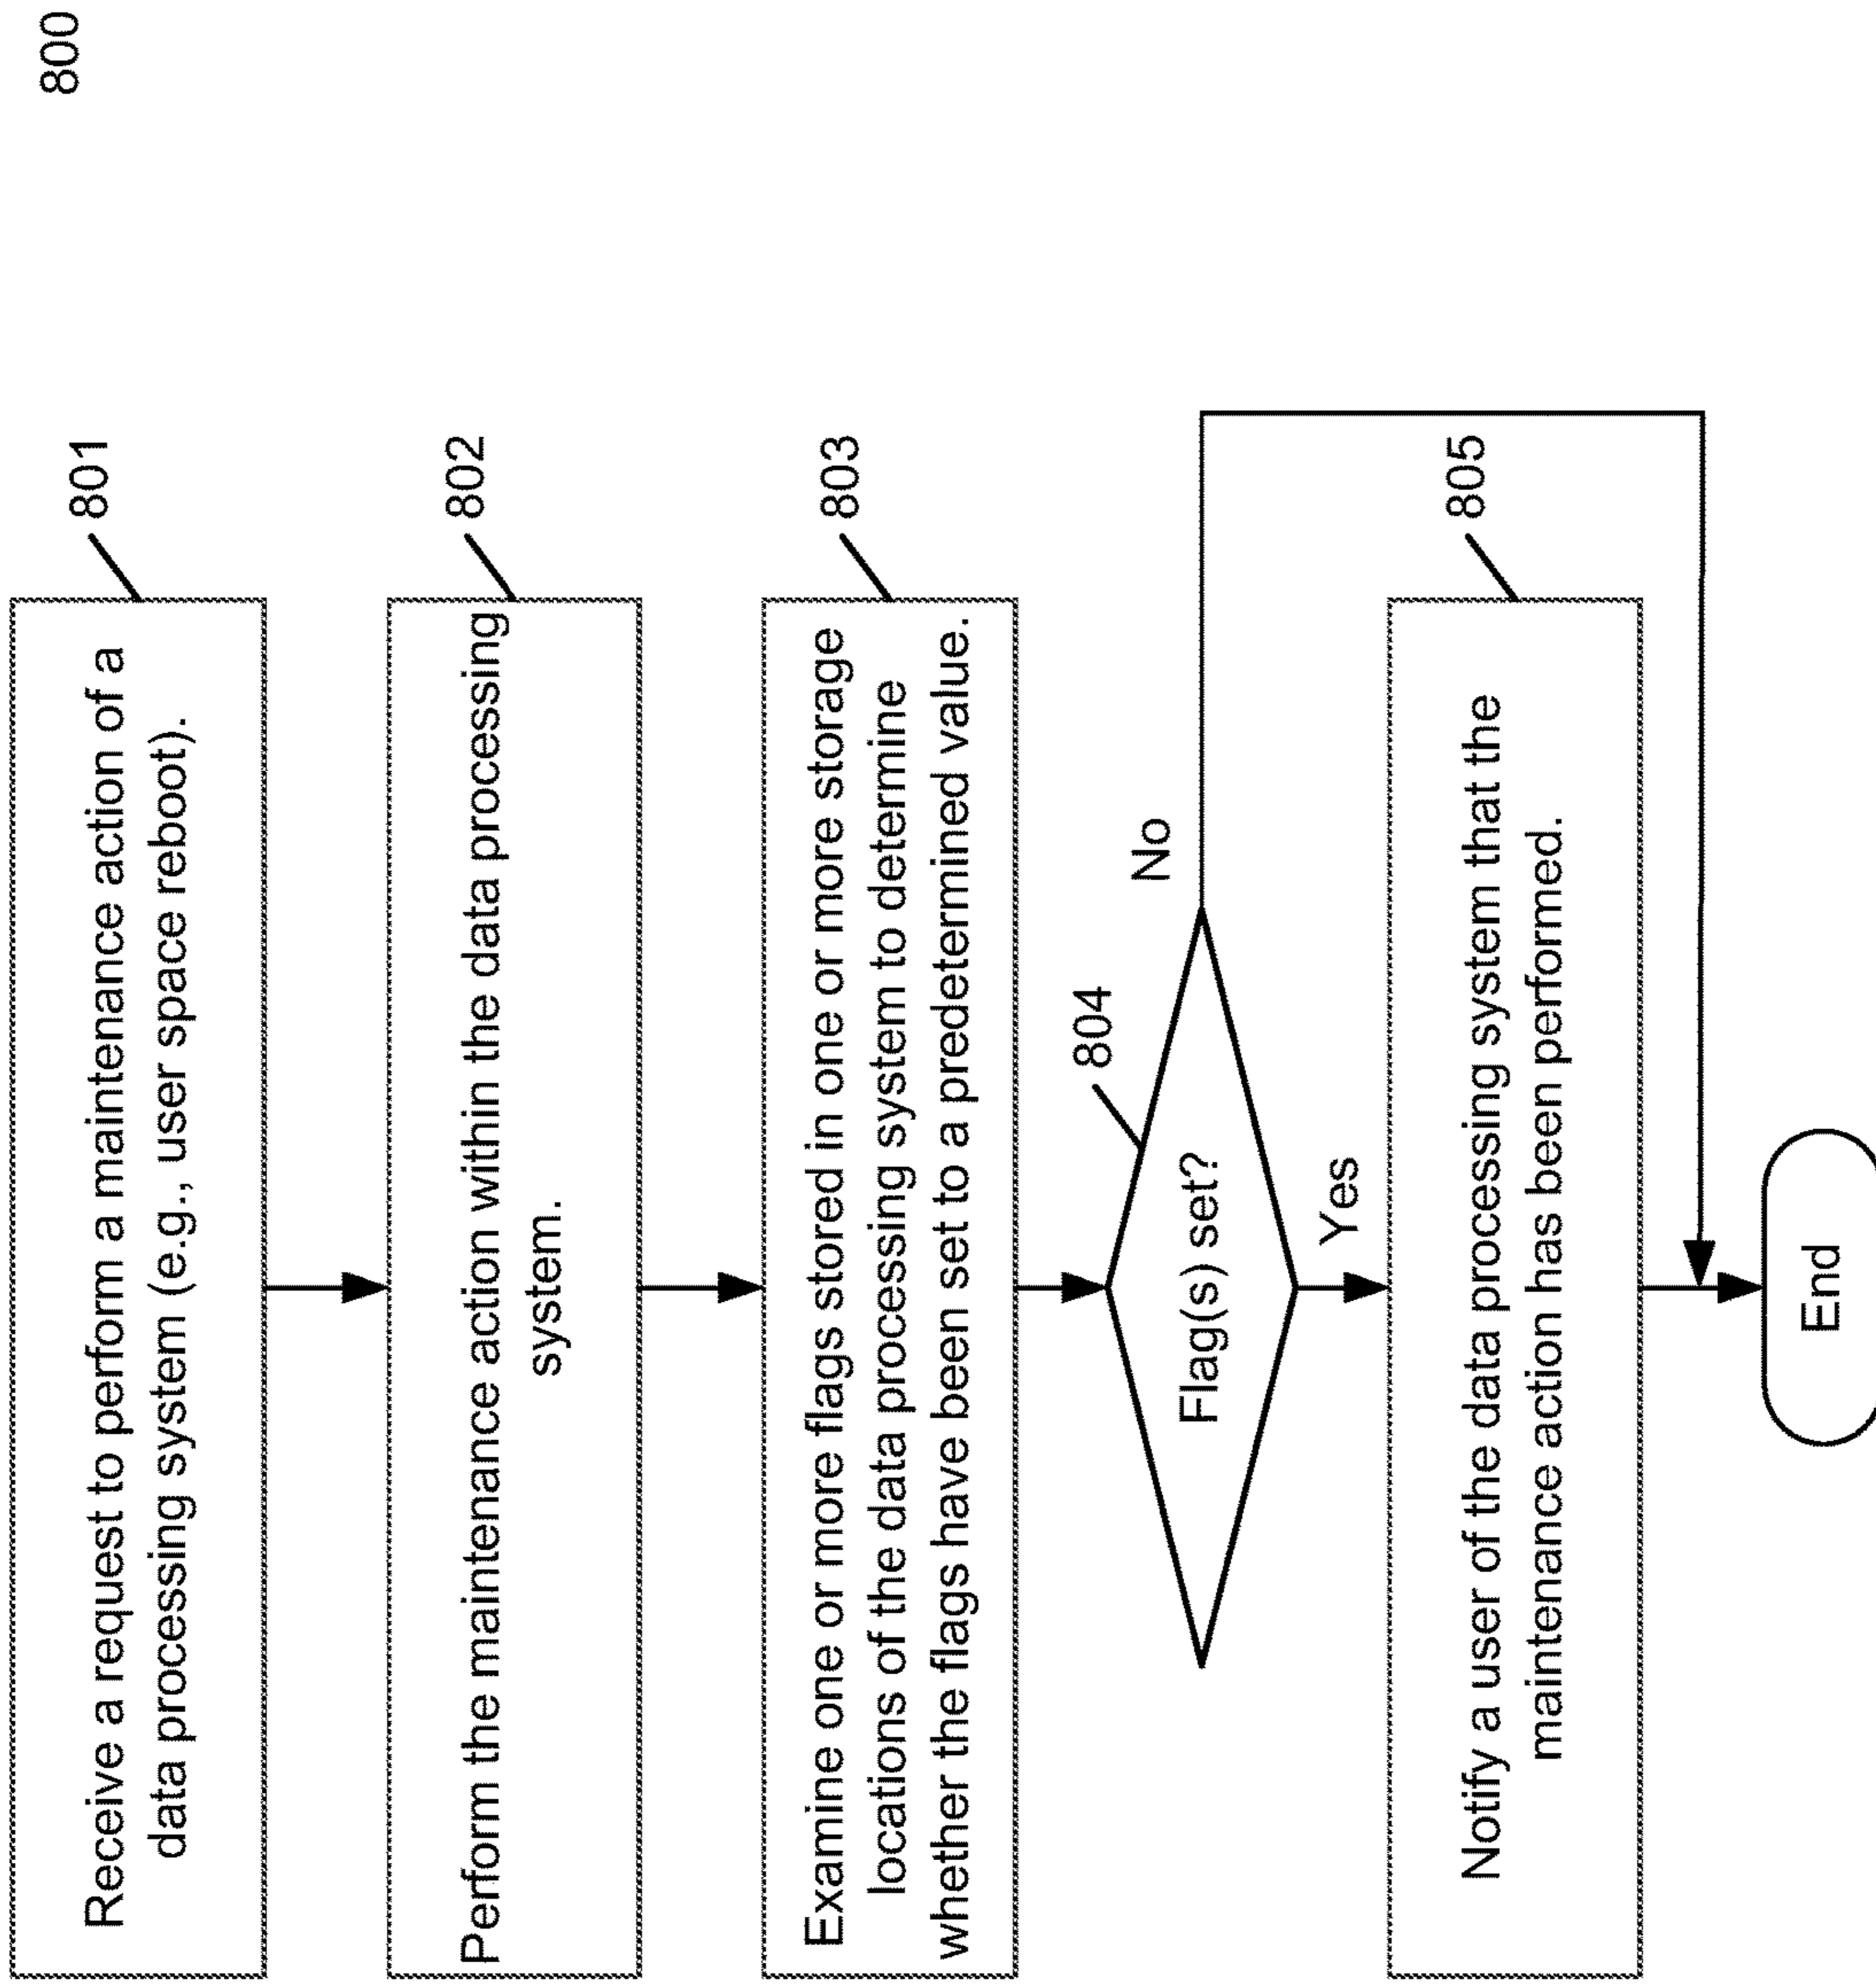 800
801
Receive a request to perform a maintenance action of a
data processing system (e.g., user space reboot).
802
Perform the maintenance action within the data processing
system.
803
Examine one or more flags stored in one or more storage
locations of the data processing system to determine
whether the flags have been set to a predetermined value.
804
Flag(s) set?
No
Yes
805
Notify a user of the data processing system that the
maintenance action has been performed.
End